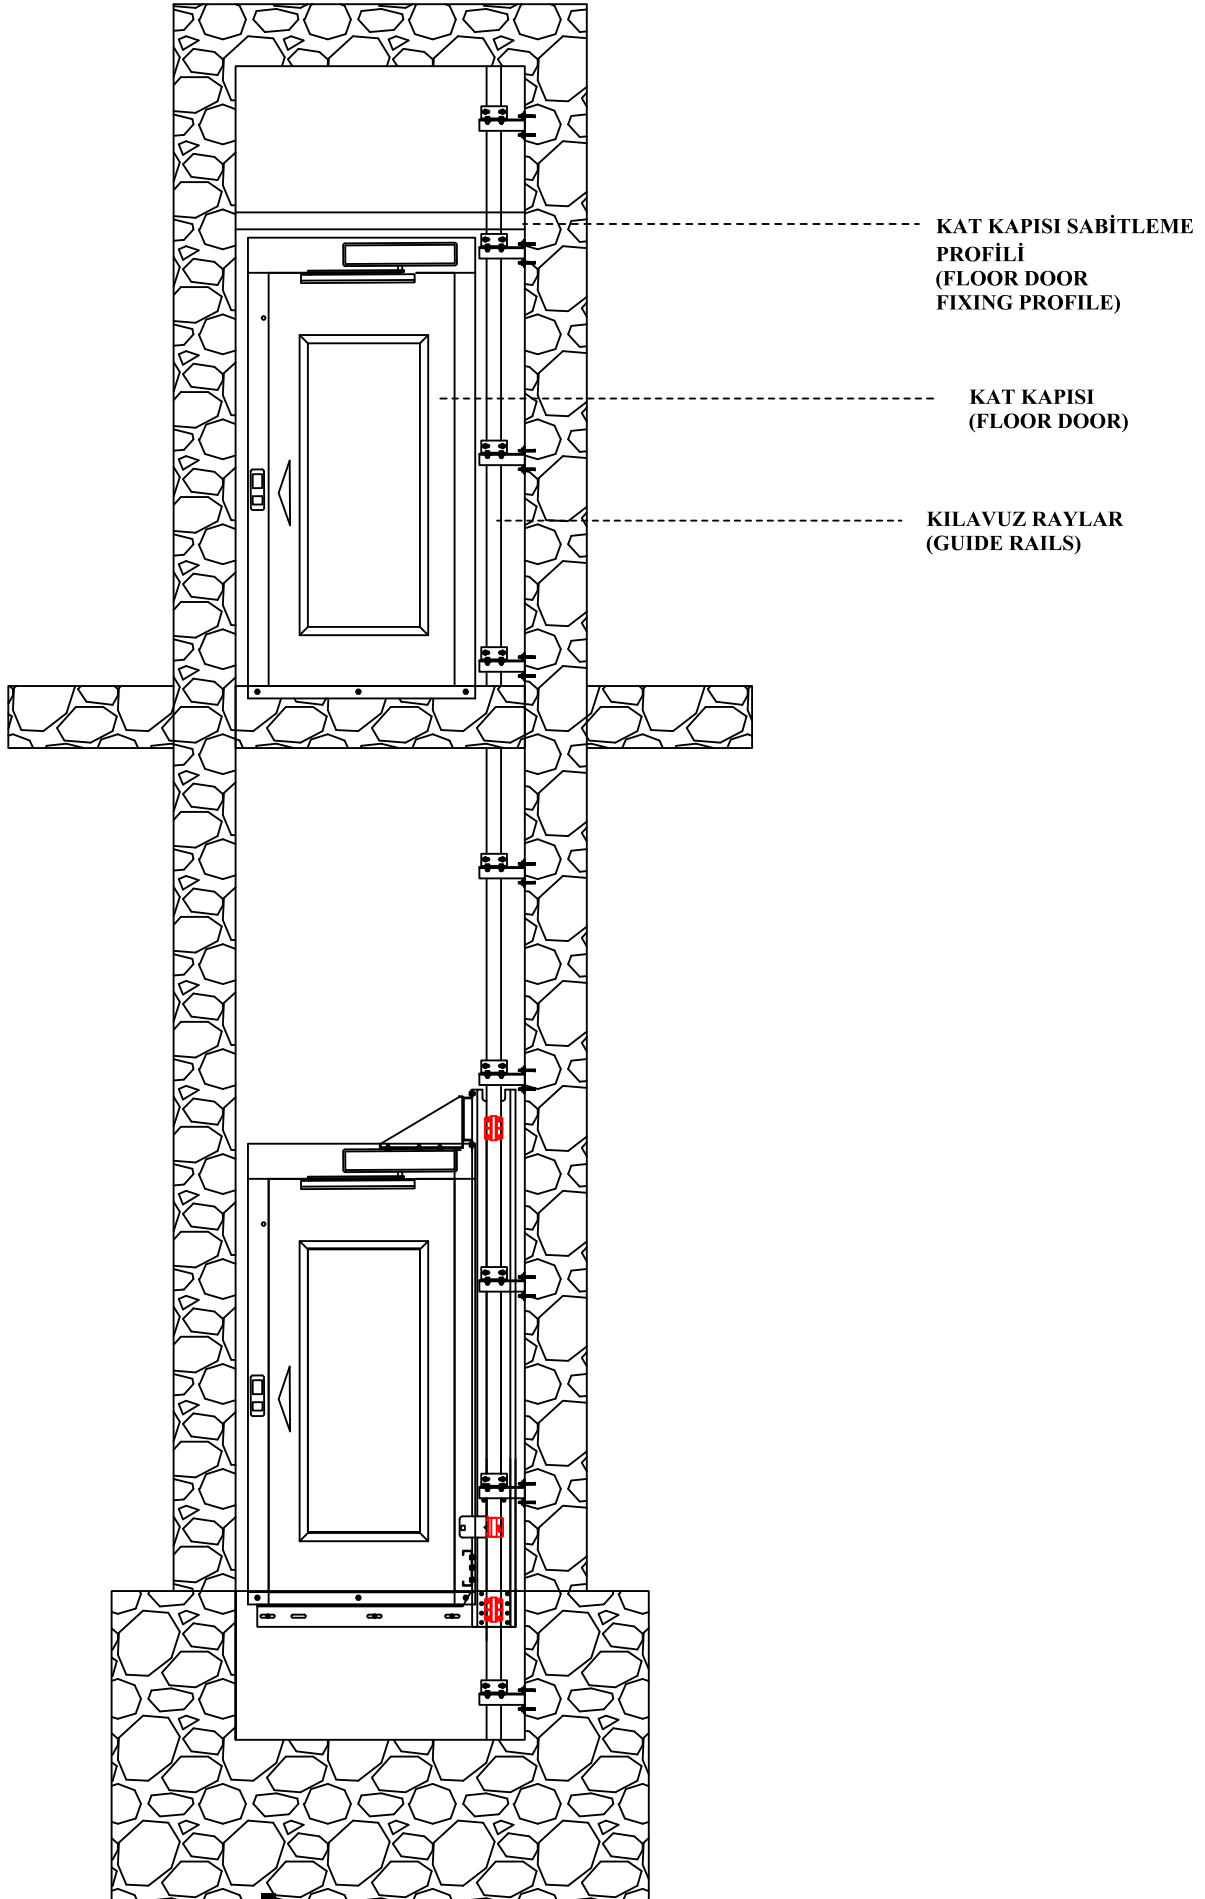 KAT KAPISI SABİTLEME
PROFİLİ
(FLOOR DOOR
FIXING PROFILE)
KAT KAPISI
(FLOOR DOOR)
KILAVUZ RAYLAR
(GUIDE RAILS)